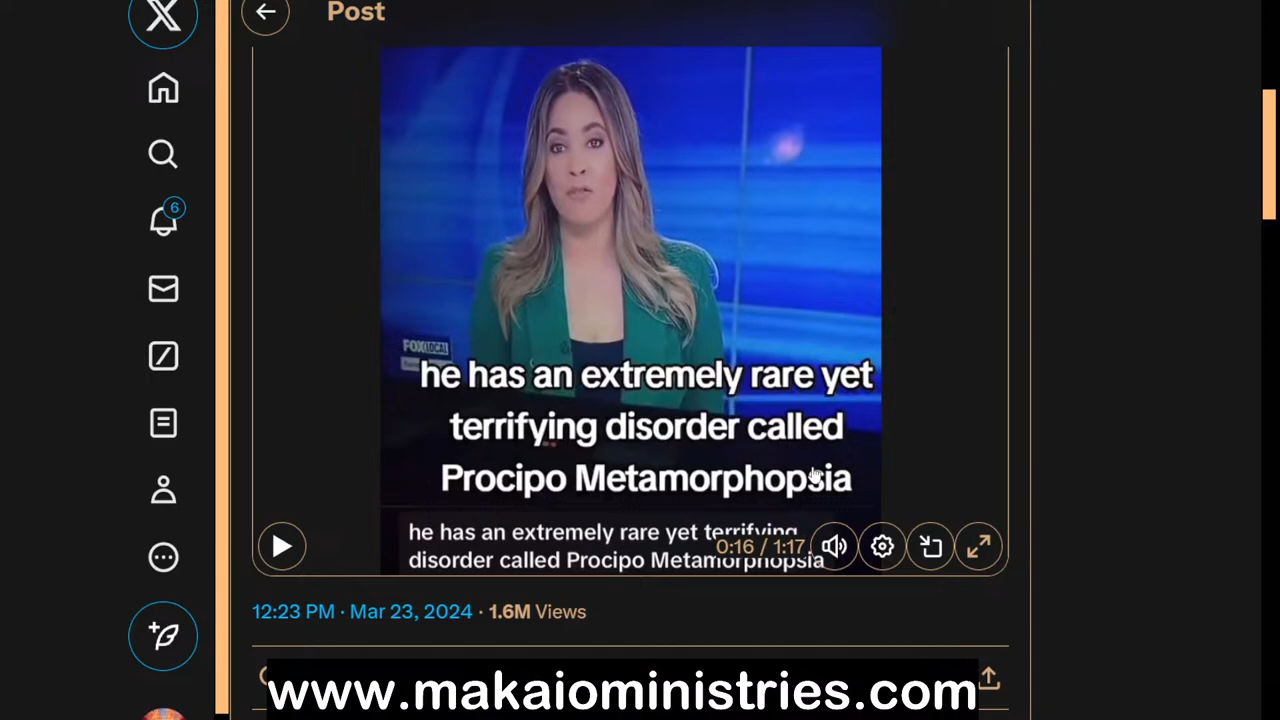 Post
6
FOX LOCAL
he has an extremely rare yet
terrifying disorder called
Procipo Metamorphopsia
he has an extremely rare yet terrifying
disorder called Procipo Metamorphopsia
0:16 / 1:17
12:23 PM · Mar 23, 2024 · 1.6M Views
www.makaioministries.com